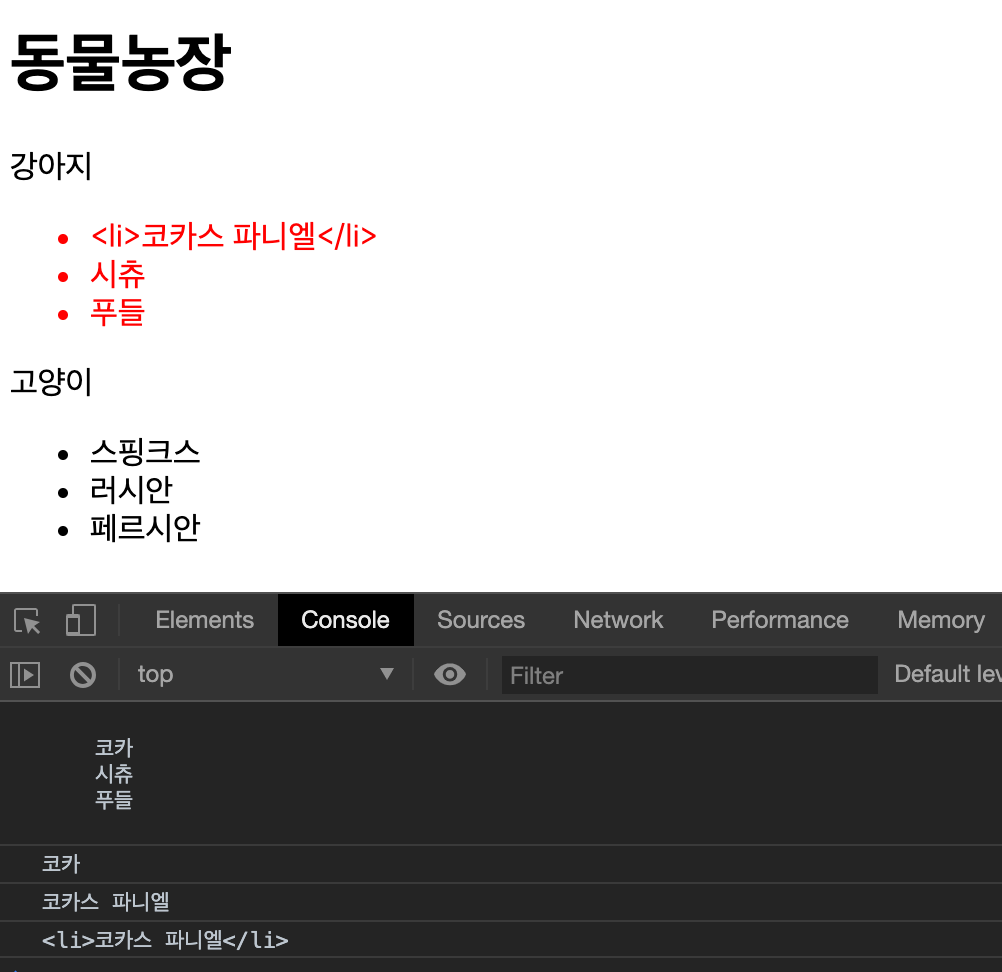 동물농장
강아지
<li>코카스 파니엘</li>
시츄
푸들
고양이
스핑크스
러시안
페르시안
Elements Console Sources Network Performance Memory
top Filter Default lev
코카
시츄
푸들
코카
코카스 파니엘
<li>코카스 파니엘</li>